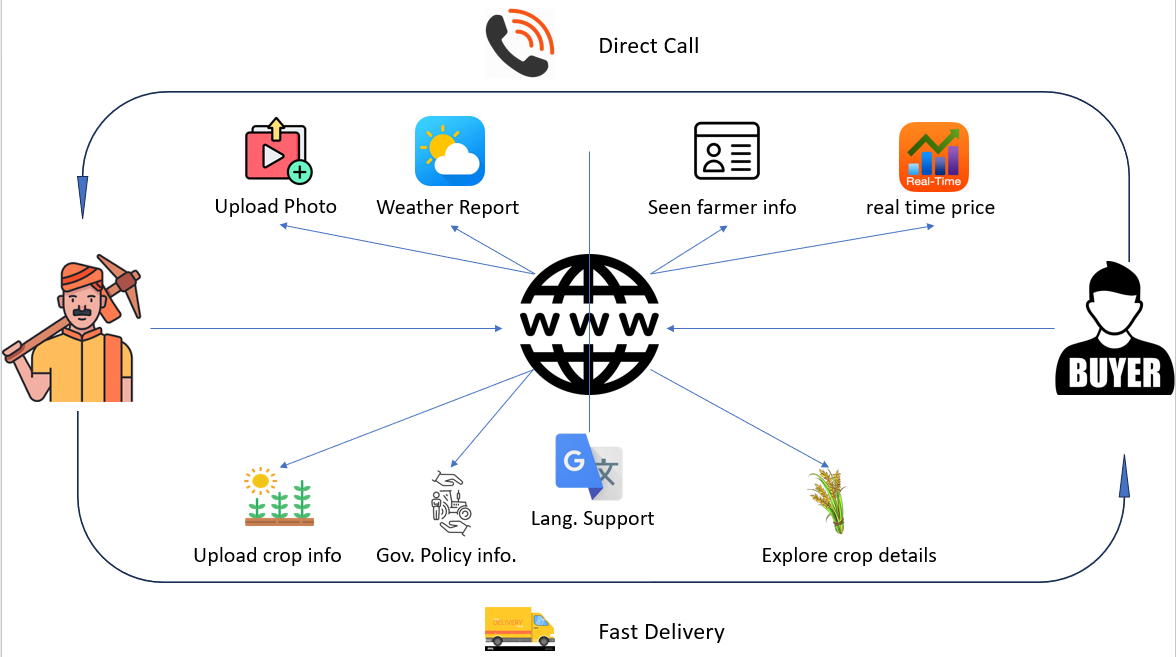 Direct Call
Real-Time
Upload Photo
Weather Report
Seen farmer info
real time price
W W W
BUYER
G 文
Lang. Support
Upload crop info
Gov. Policy info.
Explore crop details
DELIVERY
Fast Delivery